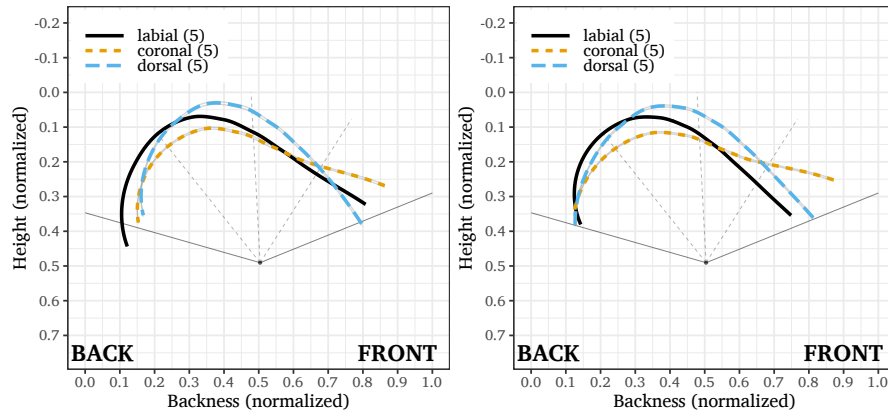 labial (5)
coronal (5)
dorsal (5)
-0.2
-0.1
0.0
0.1
0.2
0.3
0.4
0.5
0.6
0.7
Height (normalized)
BACK FRONT
0.0 0.1 0.2 0.3 0.4 0.5 0.6 0.7 0.8 0.9 1.0
Backness (normalized)
labial (5)
coronal (5)
dorsal (5)
-0.2
-0.1
0.0
0.1
0.2
0.3
0.4
0.5
0.6
0.7
Height (normalized)
BACK FRONT
0.0 0.1 0.2 0.3 0.4 0.5 0.6 0.7 0.8 0.9 1.0
Backness (normalized)